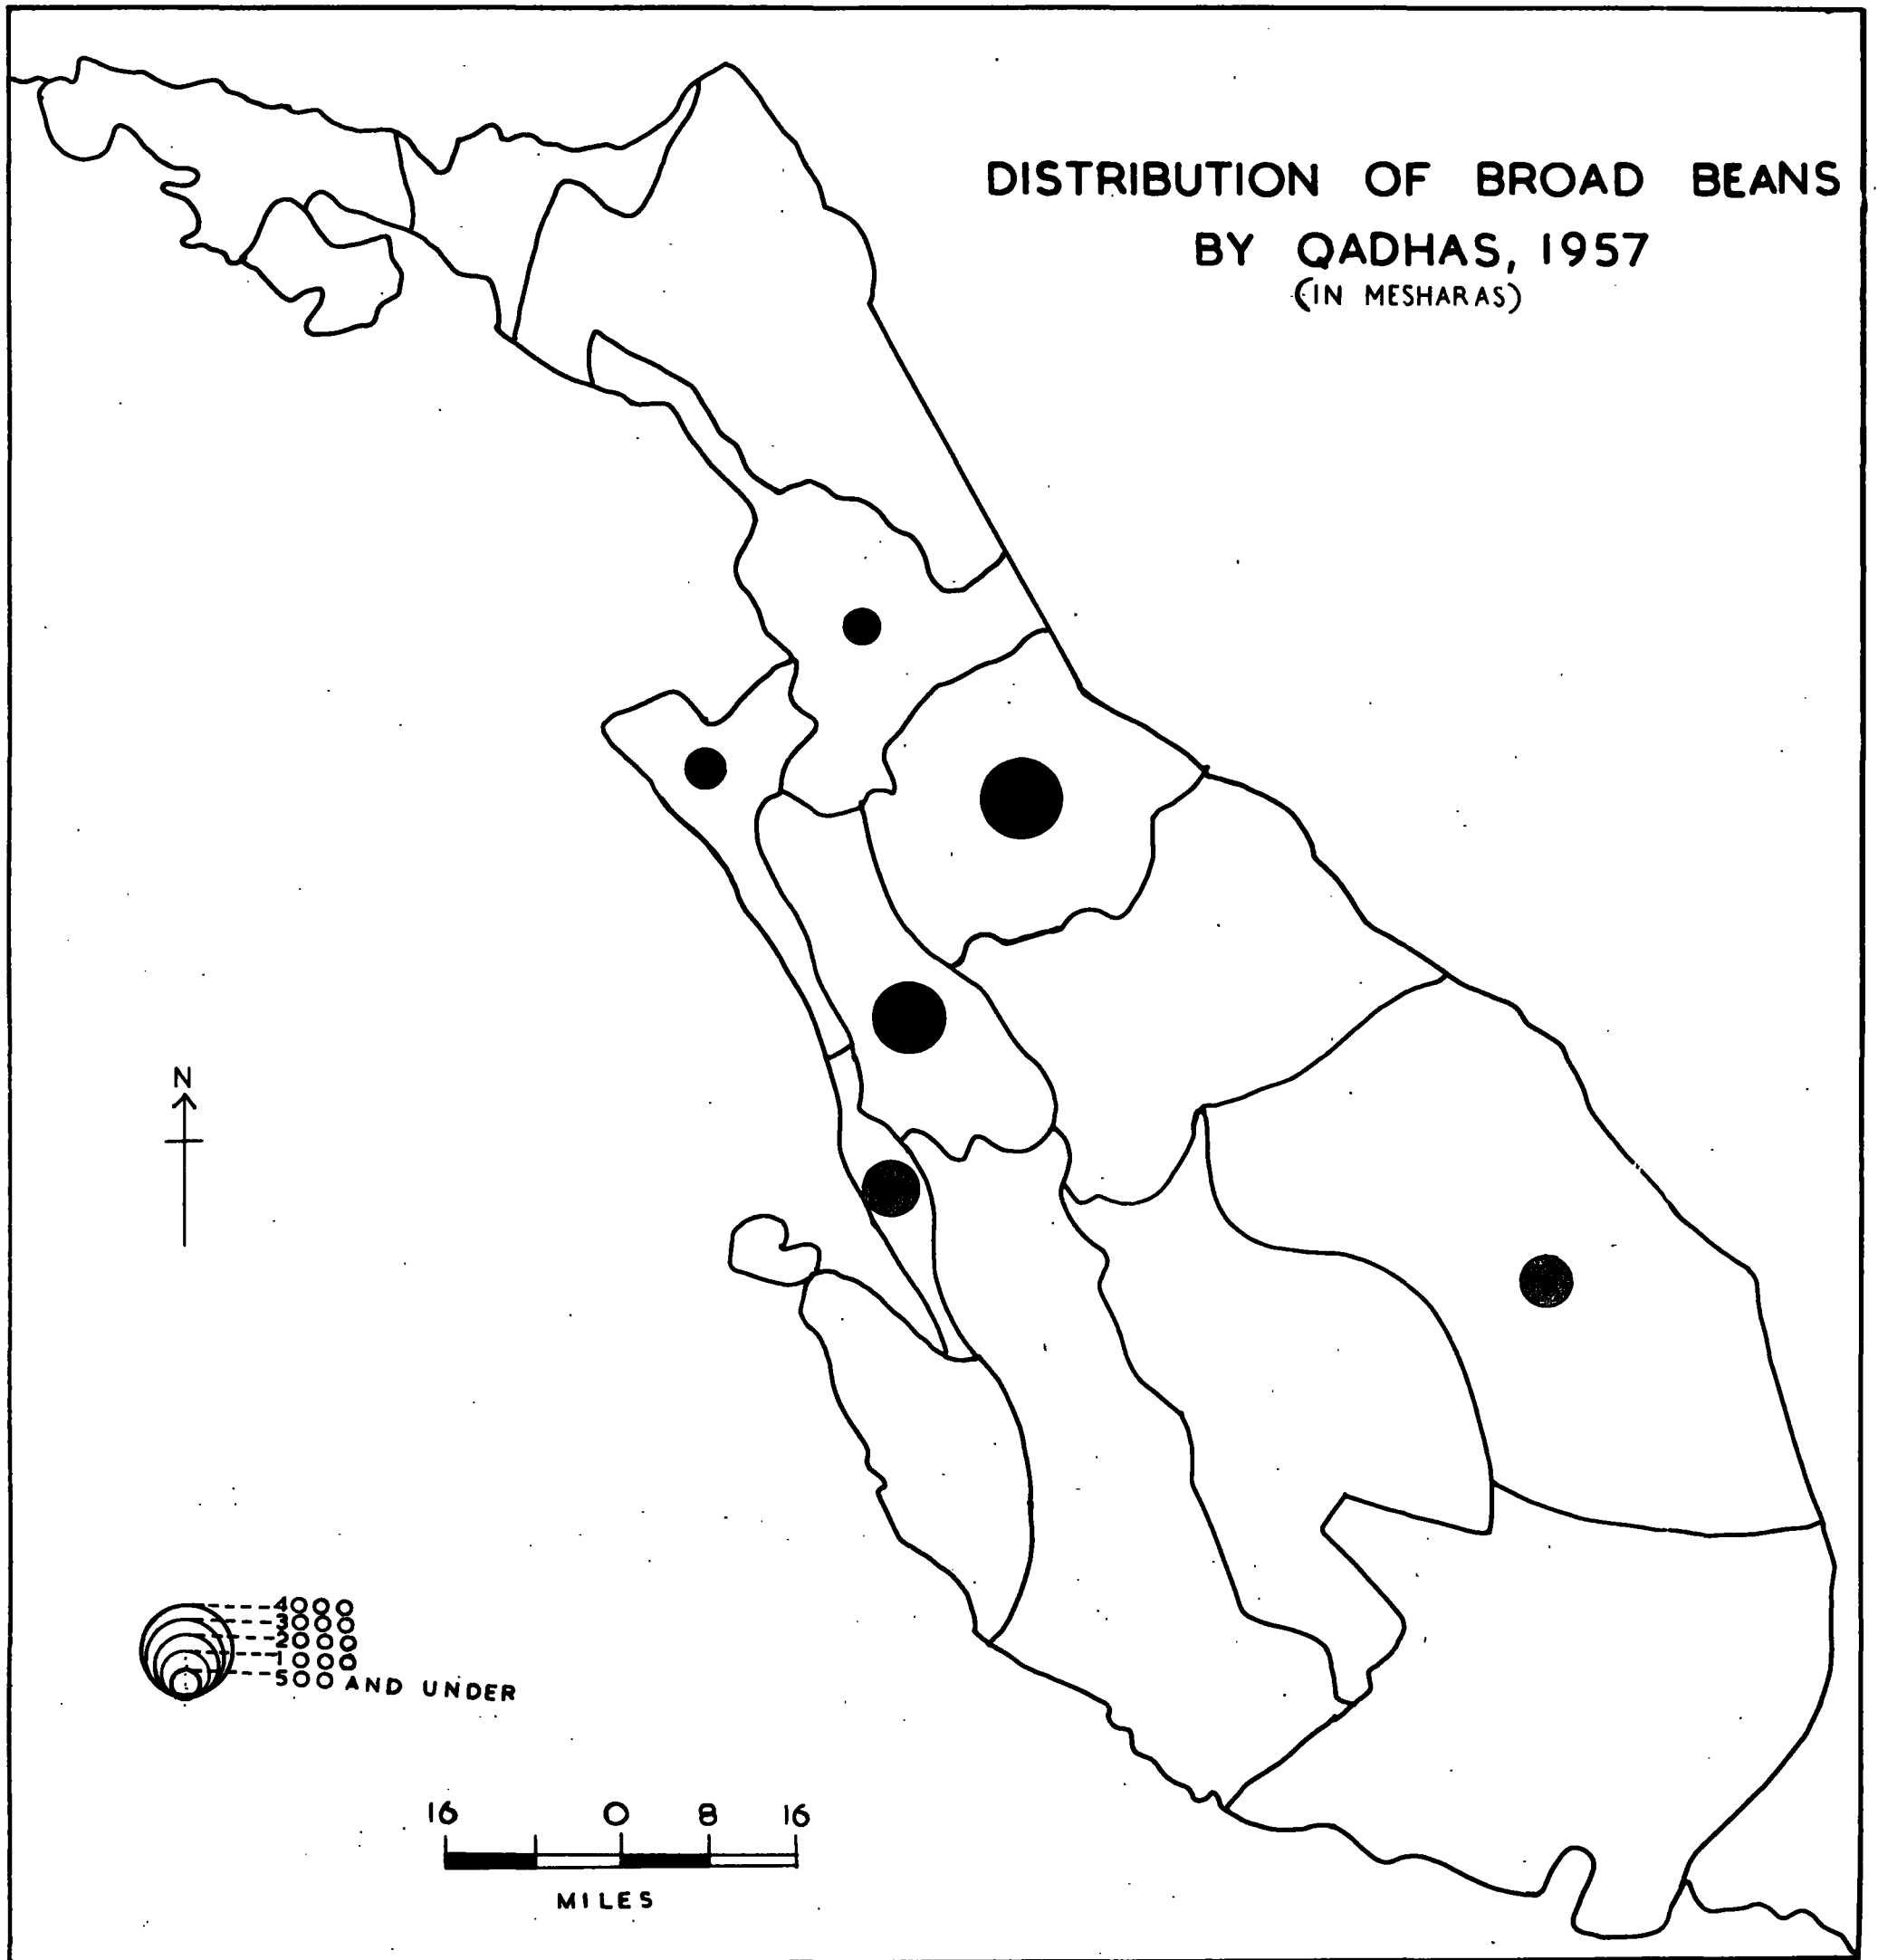 DISTRIBUTION OF BROAD BEANS
BY QADHAS, 1957
(IN MESHARAS)
N
4000
3000
2000
1000
500 AND UNDER
16 0 8 16
MILES